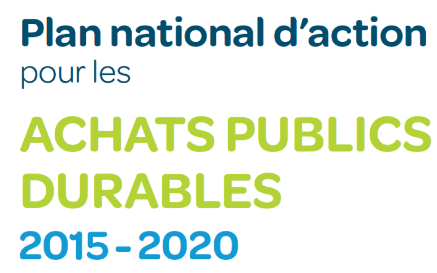 Plan national d'action
pour les
ACHATS PUBLICS
DURABLES
2015 - 2020